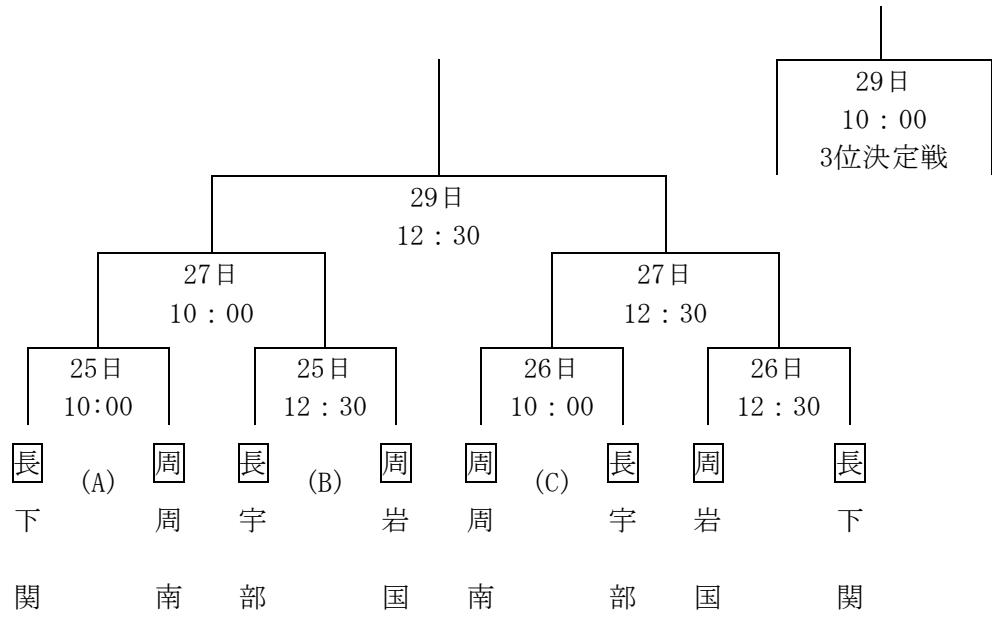 29日
10：00
3位決定戦
29日
12：30
27日
10：00
27日
12：30
25日
10:00
25日
12：30
26日
10：00
26日
12：30
長 (A) 周 長 (B) 周 周 (C) 長 周 長
下関
周南
宇部
岩国
周南
宇部
岩国
下関